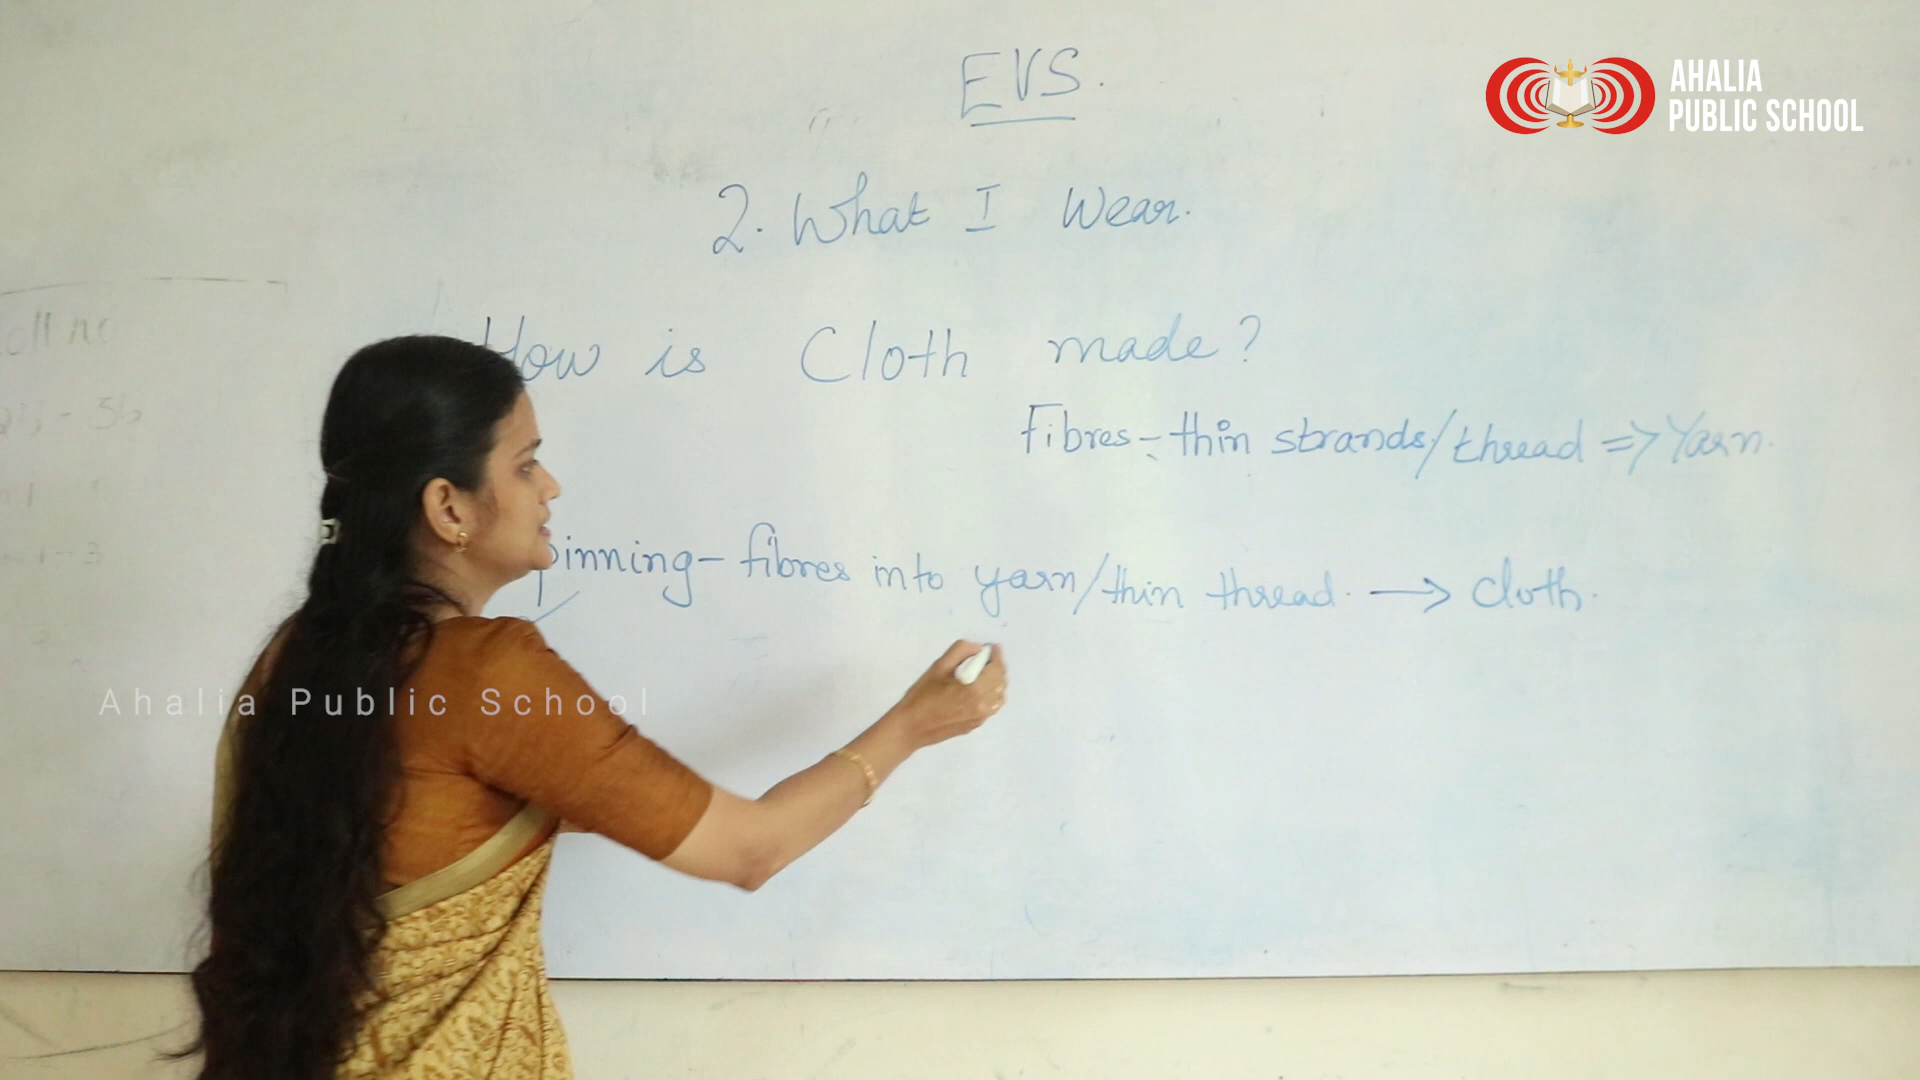 EVS.
AHALIA
PUBLIC SCHOOL
2. What I Wear.
How is Cloth made?
Fibres - thin strands/thread => Yarn.
pinning - fibres into yarn/thin thread. → cloth.
Ahalia Public School